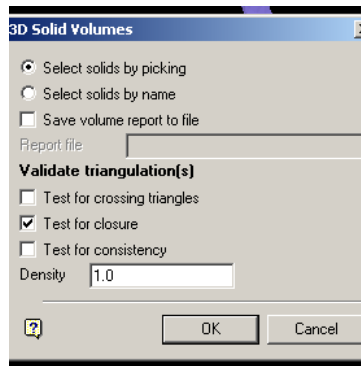 3D Solid Volumes
Select solids by picking
Select solids by name
Save volume report to file
Report file
Validate triangulation(s)
Test for crossing triangles
Test for closure
Test for consistency
Density 1.0
? OK Cancel